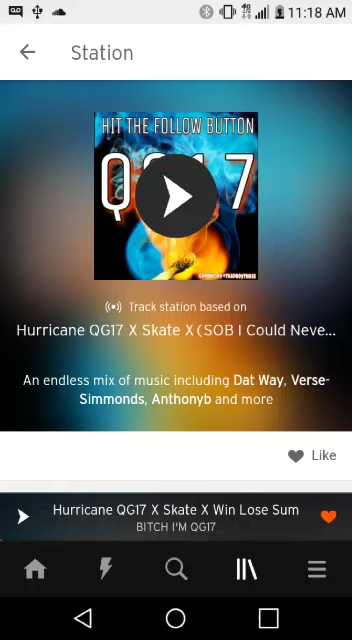 11:18 AM
Station
HIT THE FOLLOW BUTTON
QG17
Track station based on
Hurricane QG17 X Skate X (SOB I Could Neve...
An endless mix of music including Dat Way, Verse-
Simmonds, Anthonyb and more
Like
Hurricane QG17 X Skate X Win Lose Sum
BITCH I'M QG17